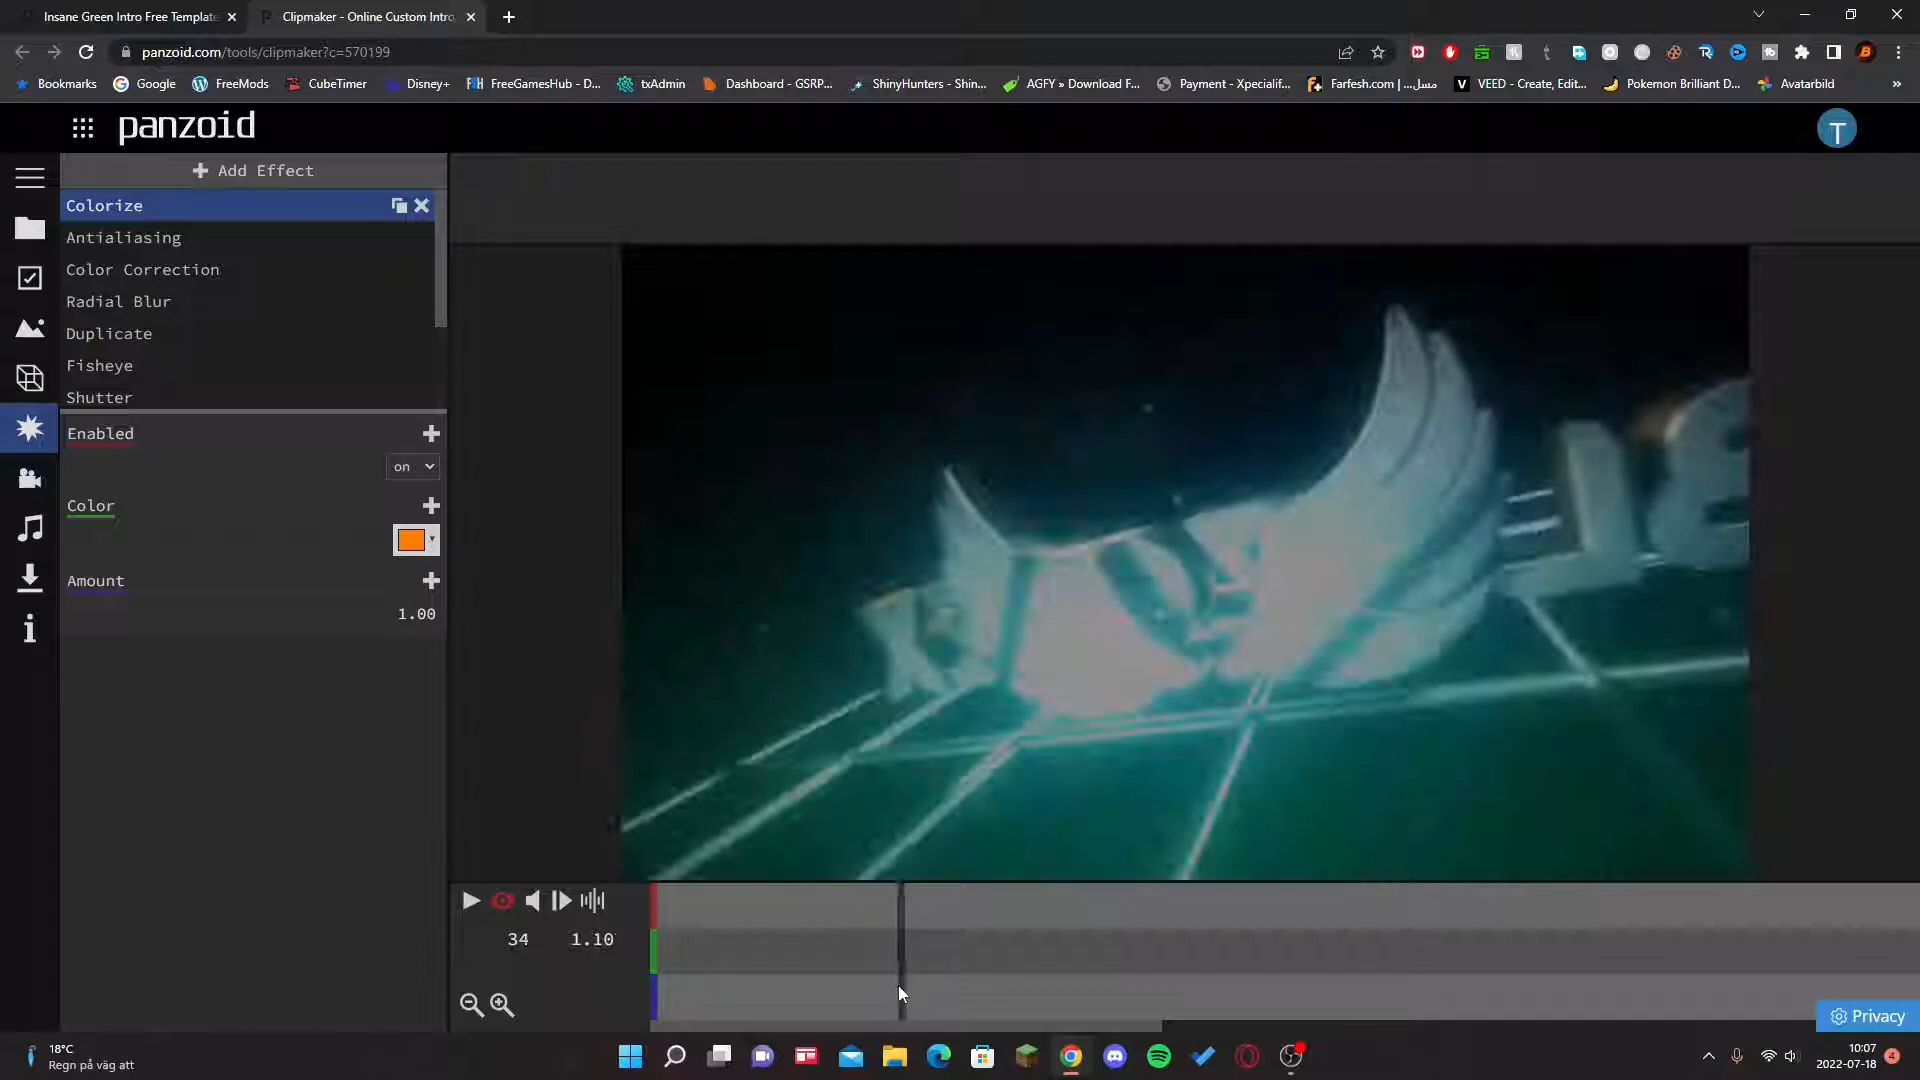 Insane Green Intro Free Template
Clipmaker - Online Custom Intro
panzoid.com/tools/clipmaker?c=570199
Bookmarks
Google
FreeMods
CubeTimer
Disney+
FreeGamesHub - D...
txAdmin
Dashboard - GSRP...
ShinyHunters - Shin...
AGFY » Download F...
Payment - Xpecialif...
Farfesh.com | ...مسل
VEED - Create, Edit...
Pokemon Brilliant D...
Avatarbild
»
panzoid
T
Add Effect
Colorize
Antialiasing
Color Correction
Radial Blur
Duplicate
Fisheye
Shutter
Enabled
on
Color
Amount
1.00
34
1.10
Privacy
18°C
Regn på väg att
10:07
2022-07-18
4